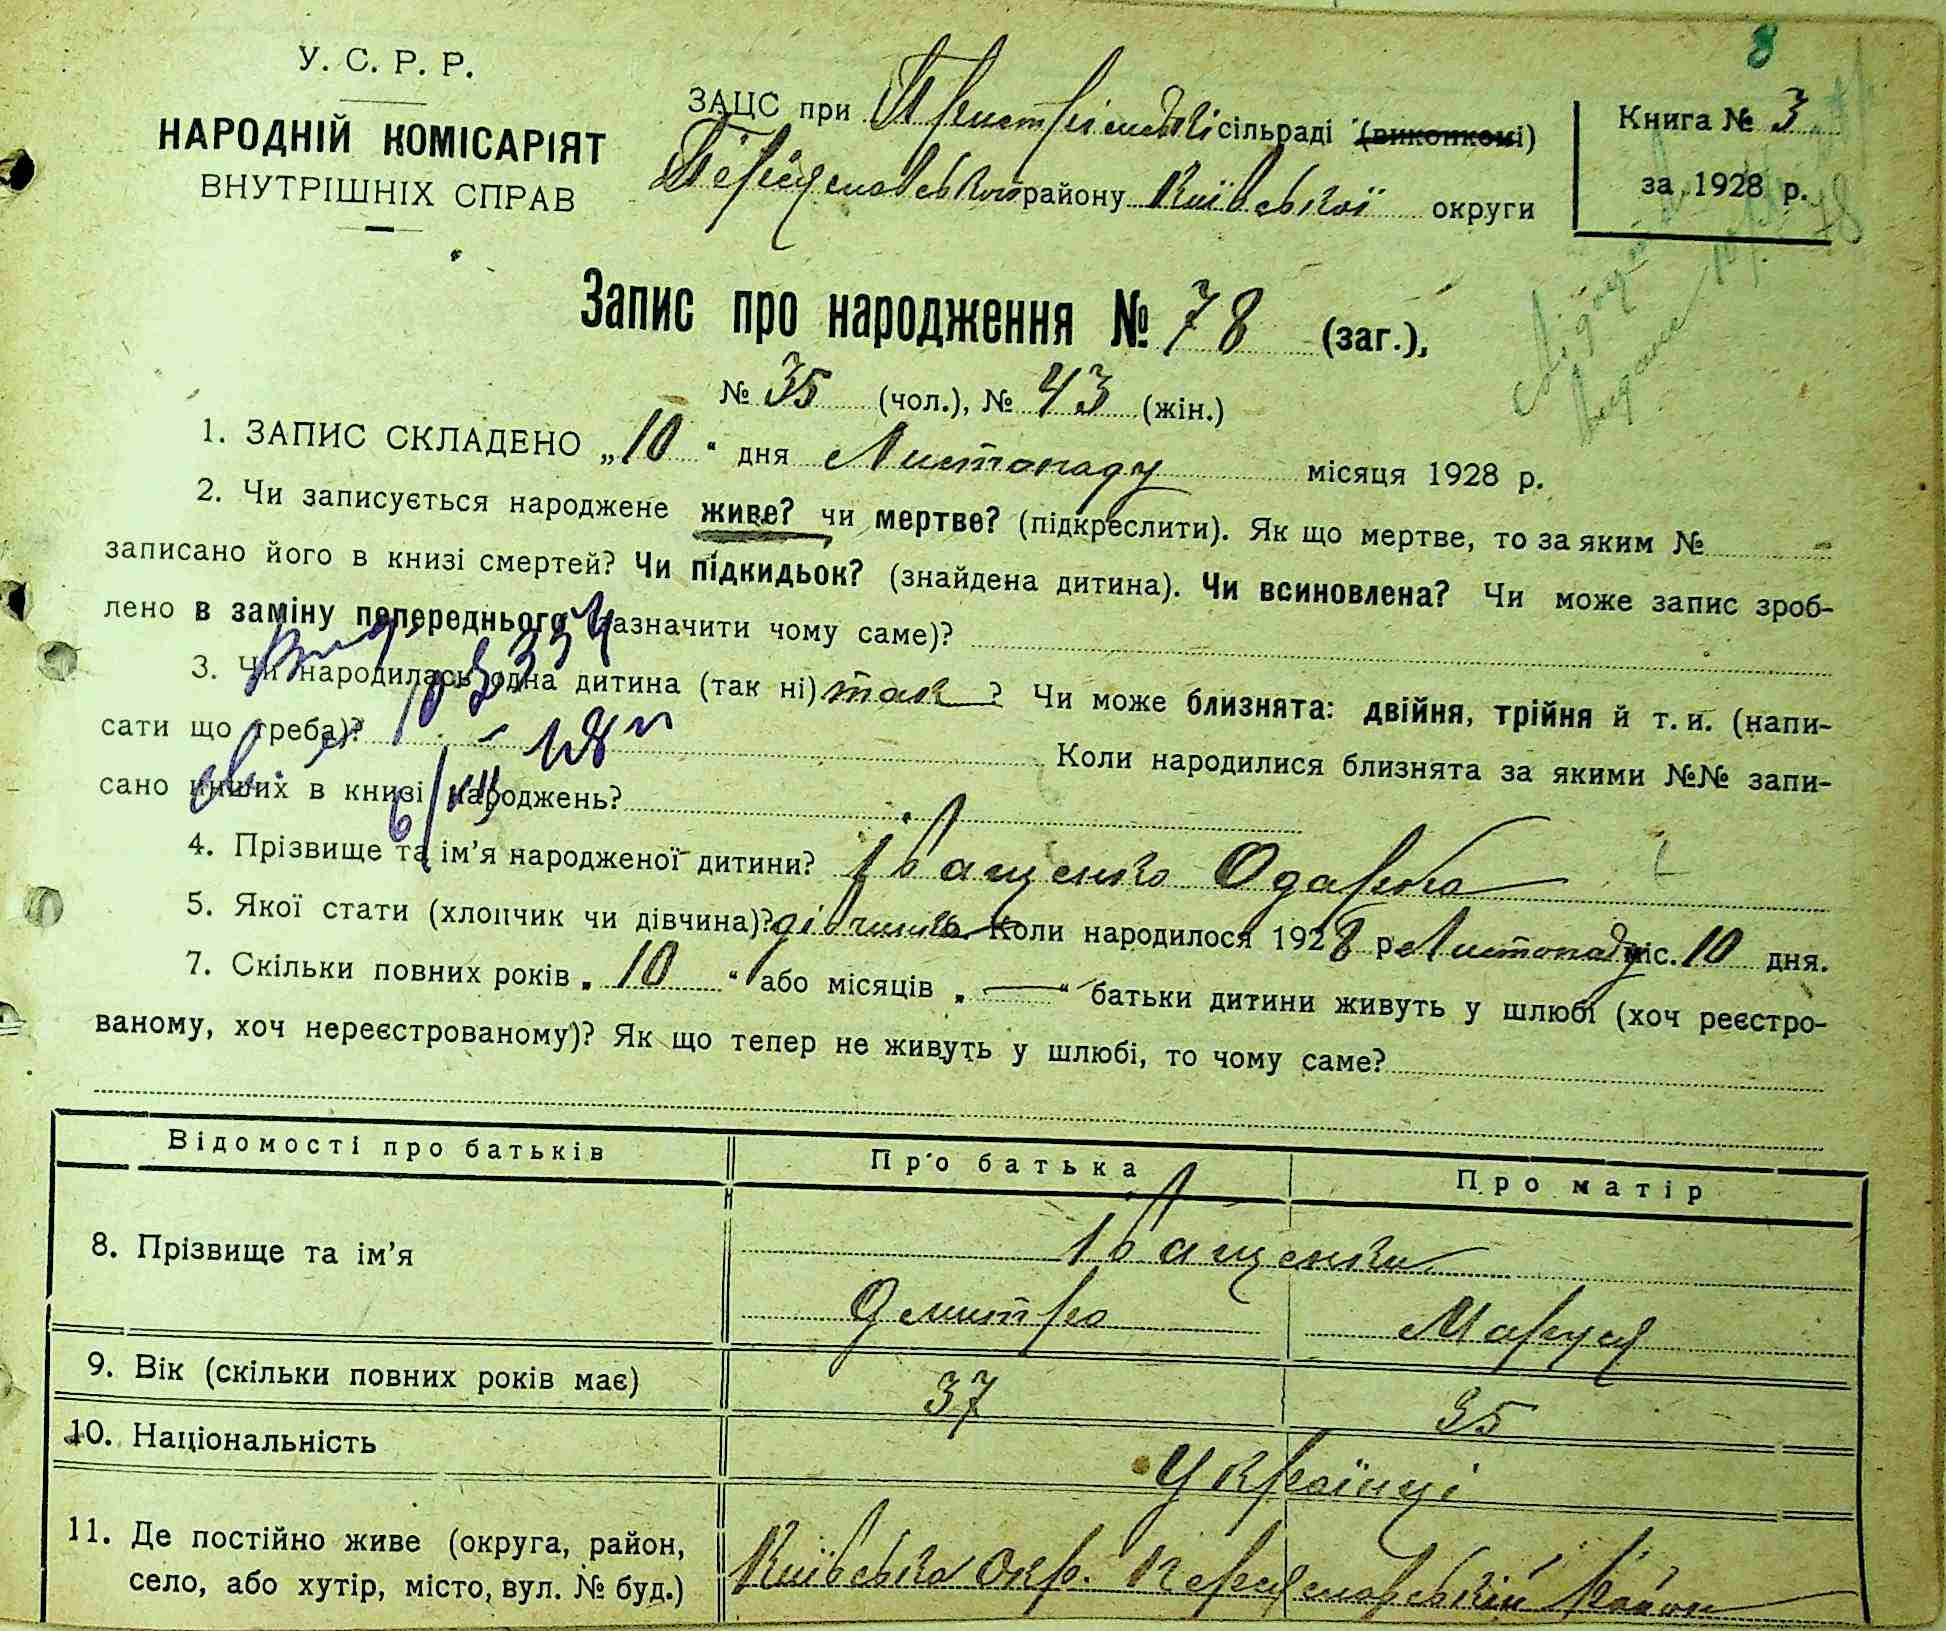 8
У. С. Р. Р.
НАРОДНІЙ КОМІСАРІЯТ
ВНУТРІШНІХ СПРАВ
ЗАЦС при Пристрімській сільраді (виконкомі)
Переяславського району Київської округи
Книга № 3
за 1928 р.
78
Запис про народження № 78 (заг.),
№ 35 (чол.), № 43 (жін.)
1. ЗАПИС СКЛАДЕНО „10“ дня Листопаду місяця 1928 р.
2. Чи записується народжене живе? чи мертве? (підкреслити). Як що мертве, то за яким № -
записано його в книзі смертей? Чи підкидьок? (знайдена дитина). Чи всиновлена? Чи може запис зроб-
лено в заміну попереднього (зазначити чому саме)?
3. Чи народилась одна дитина (так ні) так? Чи може близнята: двійня, трійня й т. и. (напи-
сати що треба)?
Коли народилися близнята за якими №№ запи-
сано инших в книзі народжень?
4. Прізвище та ім’я народженої дитини? Іващенко Одарка
5. Якої стати (хлопчик чи дівчина)? дівчина. Коли народилося 1928 р. Листопаду міс. 10 дня.
7. Скільки повних років „10“ або місяців „—“ батьки дитини живуть у шлюбі (хоч реєстро-
ваному, хоч нереєстрованому)? Як що тепер не живуть у шлюбі, то чому саме?
Відомості про батьків Про батька Про матір
8. Прізвище та ім’я Іващенки
Дмитро Маруся
9. Вік (скільки повних років має) 37 35
10. Національність Українці
11. Де постійно живе (округа, район,
село, або хутір, місто, вул. № буд.) Київська окр. Переяславський район